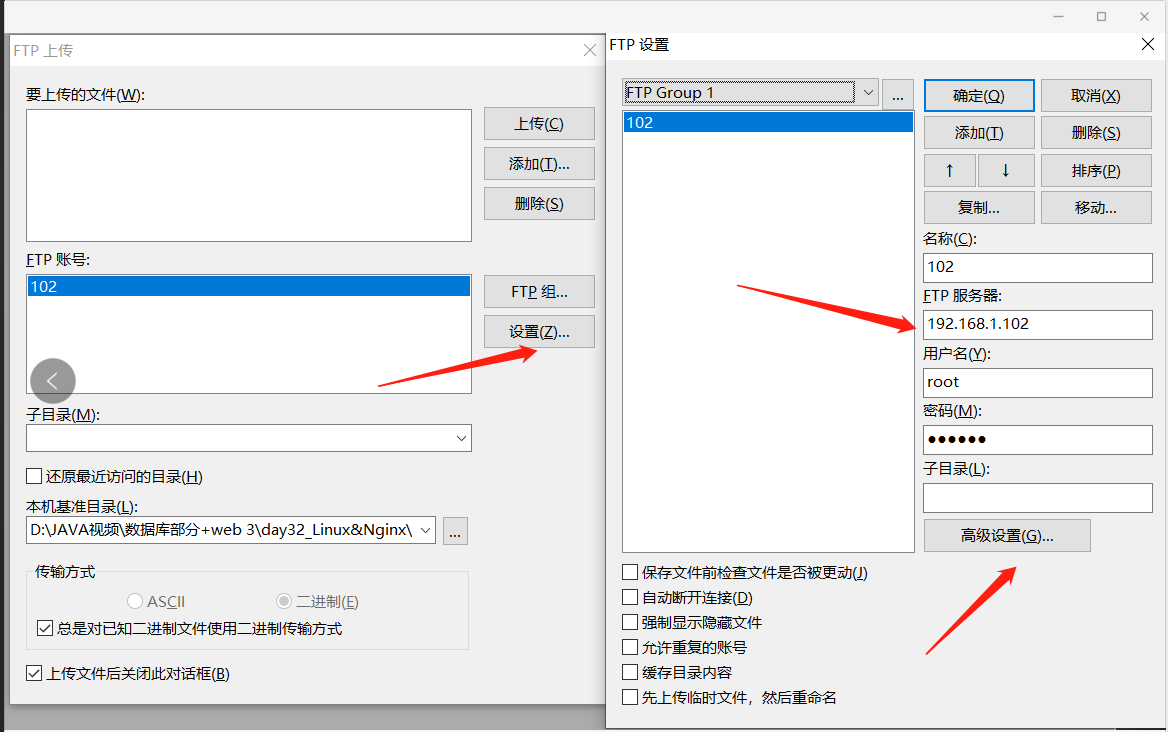 FTP 上传
要上传的文件(W):
上传(C)
添加(T)...
删除(S)
FTP 账号:
102
FTP 组...
设置(Z)...
子目录(M):
还原最近访问的目录(H)
本机基准目录(L):
D:\JAVA视频\数据库部分+web 3\day32_Linux&Nginx\
...
传输方式
ASCII
二进制(E)
总是对已知二进制文件使用二进制传输方式
上传文件后关闭此对话框(B)
FTP 设置
FTP Group 1
...
确定(Q)
取消(X)
102
添加(T)
删除(S)
↑
↓
排序(P)
复制...
移动...
名称(C):
102
FTP 服务器:
192.168.1.102
用户名(Y):
root
密码(M):
●●●●●●
子目录(L):
高级设置(G)...
保存文件前检查文件是否被更动(J)
自动断开连接(D)
强制显示隐藏文件
允许重复的账号
缓存目录内容
先上传临时文件，然后重命名